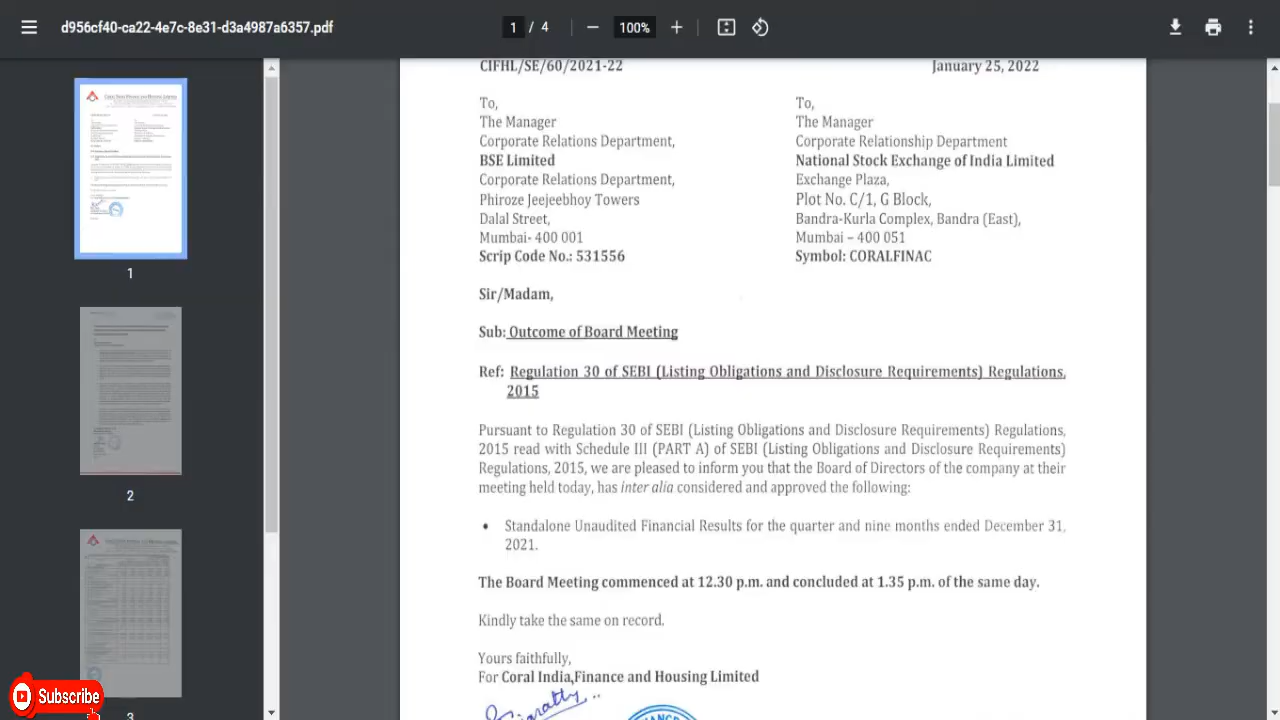 d956cf40-ca22-4e7c-8e31-d3a4987a6357.pdf
1 / 4
100%
CIFHL/SE/60/2021-22
January 25, 2022
To,
The Manager
Corporate Relations Department,
BSE Limited
Corporate Relations Department,
Phiroze Jeejeebhoy Towers
Dalal Street,
Mumbai- 400 001
Scrip Code No.: 531556
To,
The Manager
Corporate Relationship Department
National Stock Exchange of India Limited
Exchange Plaza,
Plot No. C/1, G Block,
Bandra-Kurla Complex, Bandra (East),
Mumbai – 400 051
Symbol: CORALFINAC
Sir/Madam,
Sub: Outcome of Board Meeting
Ref: Regulation 30 of SEBI (Listing Obligations and Disclosure Requirements) Regulations,
2015
Pursuant to Regulation 30 of SEBI (Listing Obligations and Disclosure Requirements) Regulations,
2015 read with Schedule III (PART A) of SEBI (Listing Obligations and Disclosure Requirements)
Regulations, 2015, we are pleased to inform you that the Board of Directors of the company at their
meeting held today, has inter alia considered and approved the following:
• Standalone Unaudited Financial Results for the quarter and nine months ended December 31,
2021.
The Board Meeting commenced at 12.30 p.m. and concluded at 1.35 p.m. of the same day.
Kindly take the same on record.
Yours faithfully,
For Coral India Finance and Housing Limited
1
2
3
Subscribe